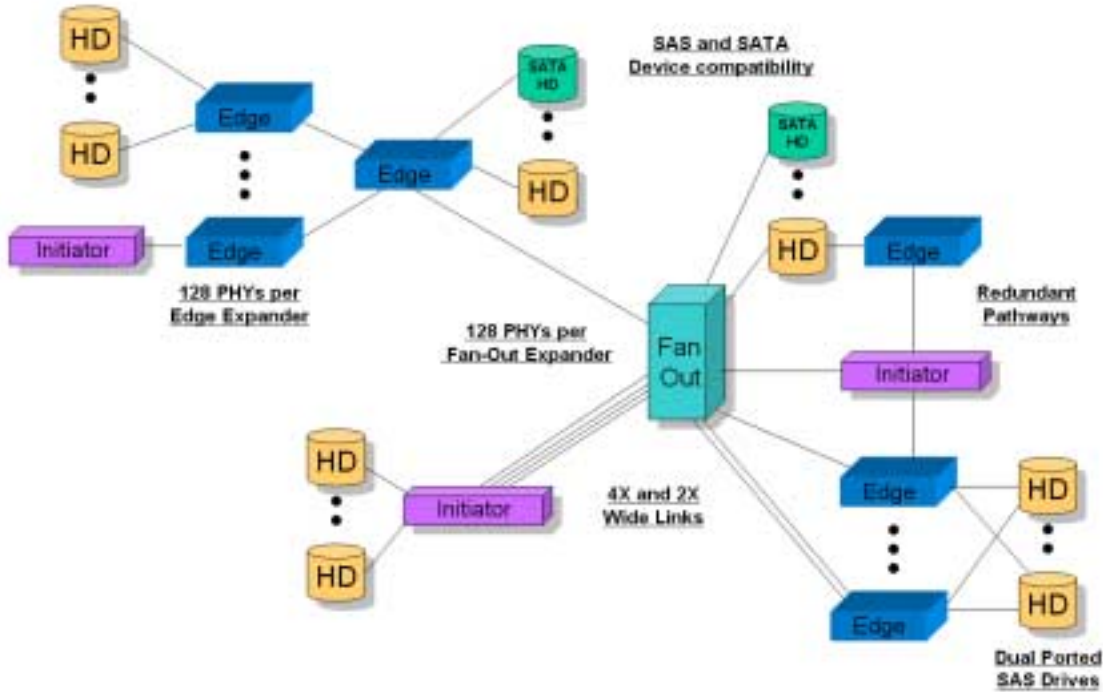 HD
SAS and SATA
Device compatibility
SATA
HD
Edge
SATA
HD
HD
Edge
HD
HD
Edge
Initiator
Edge
128 PHYs per
Edge Expander
Redundant
Pathways
128 PHYs per
Fan-Out Expander
Fan
Out
Initiator
HD
4X and 2X
Wide Links
Edge
HD
Initiator
HD
HD
Edge
Dual Ported
SAS Drives